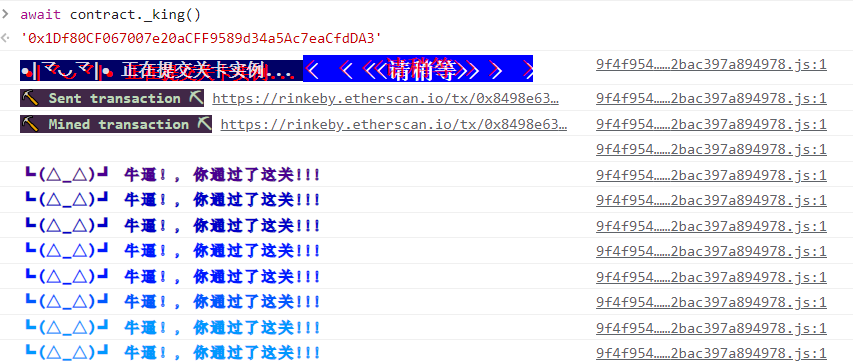 await contract._king()
'0x1Df80CF067007e20aCFF9589d34a5Ac7eaCfdDA3'
•̀‖龴◡龴‖•́ 正在提交关卡实例... < < <<请稍等>> > > 9f4f954……2bac397a894978.js:1
⛏ Sent transaction ⛏ https://rinkeby.etherscan.io/tx/0x8498e63… 9f4f954……2bac397a894978.js:1
⛏ Mined transaction ⛏ https://rinkeby.etherscan.io/tx/0x8498e63… 9f4f954……2bac397a894978.js:1
9f4f954……2bac397a894978.js:1
┗(△_△)┛ 牛逼!, 你通过了这关!!! 9f4f954……2bac397a894978.js:1
┗(△_△)┛ 牛逼!, 你通过了这关!!! 9f4f954……2bac397a894978.js:1
┗(△_△)┛ 牛逼!, 你通过了这关!!! 9f4f954……2bac397a894978.js:1
┗(△_△)┛ 牛逼!, 你通过了这关!!! 9f4f954……2bac397a894978.js:1
┗(△_△)┛ 牛逼!, 你通过了这关!!! 9f4f954……2bac397a894978.js:1
┗(△_△)┛ 牛逼!, 你通过了这关!!! 9f4f954……2bac397a894978.js:1
┗(△_△)┛ 牛逼!, 你通过了这关!!! 9f4f954……2bac397a894978.js:1
┗(△_△)┛ 牛逼!, 你通过了这关!!! 9f4f954……2bac397a894978.js:1